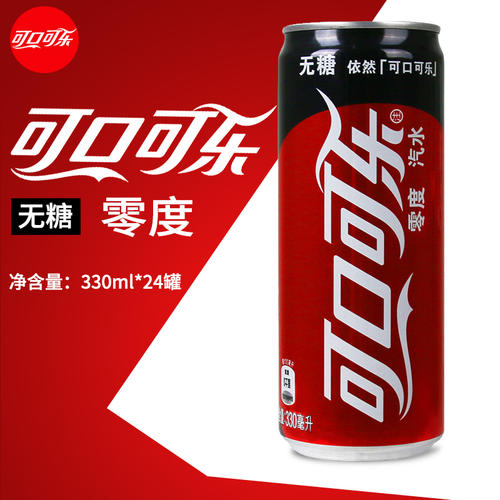 可口可乐
可口可乐
无糖 零度
净含量：330ml*24罐
无糖 依然「可口可乐」
可口可乐
零度 汽水
330毫升